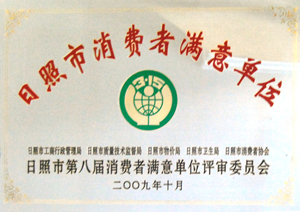 日照市消费者满意单位
日照市工商行政管理局 日照市质量技术监督局 日照市物价局 日照市卫生局 日照市消费者协会
日照市第八届消费者满意单位评审委员会
二〇〇九年十月